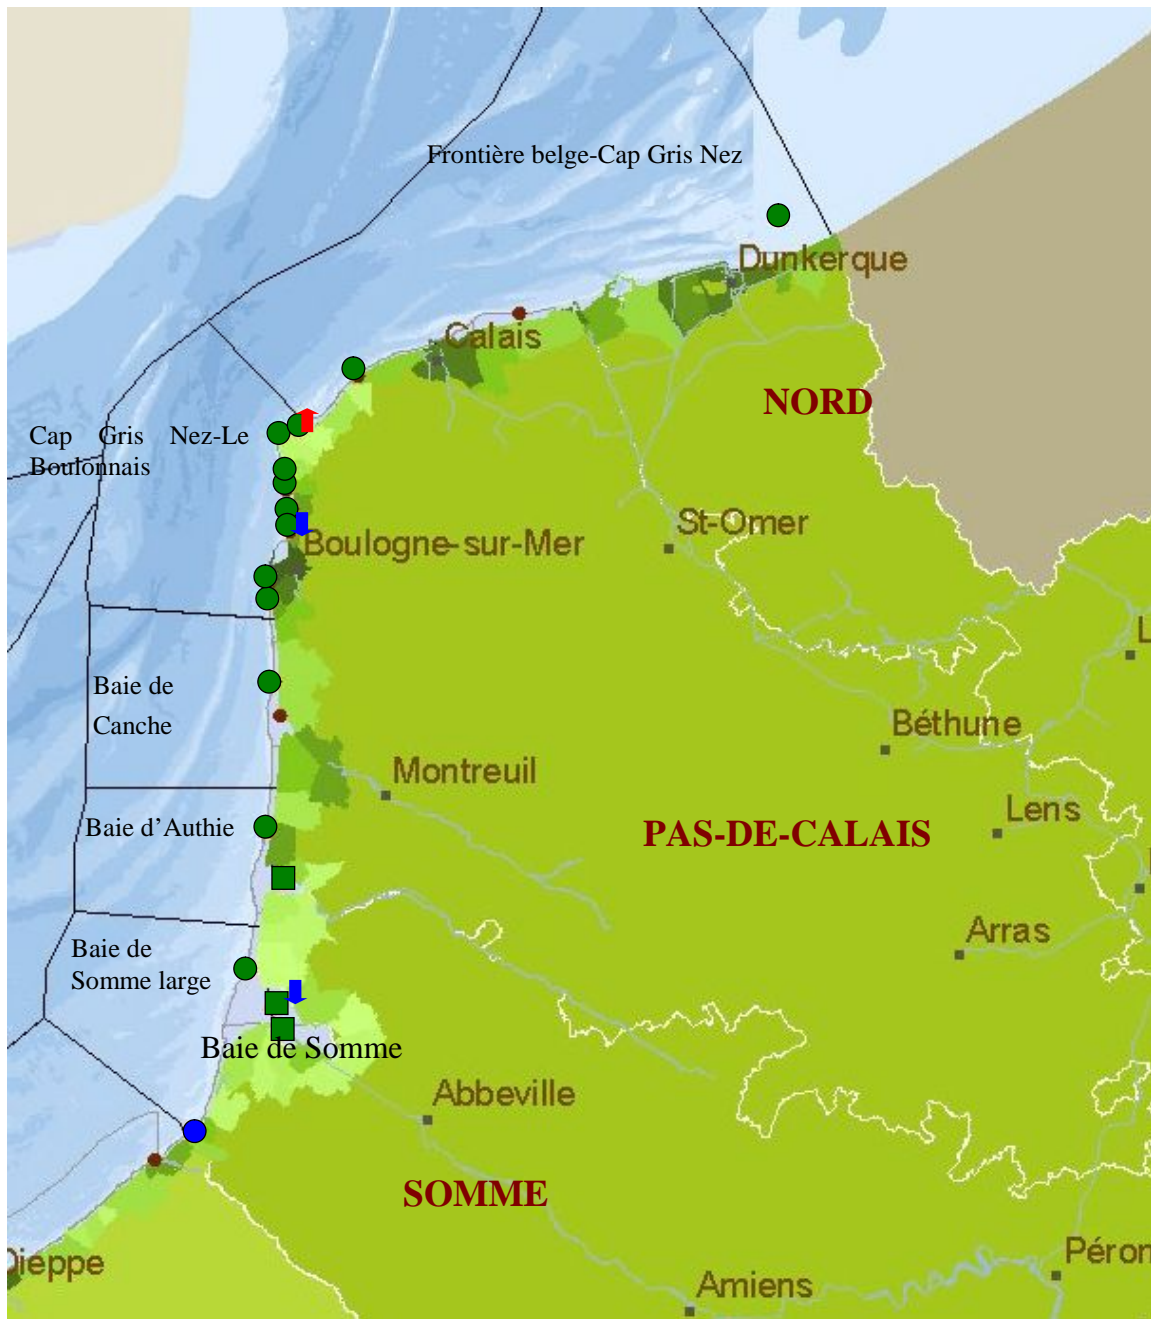 Frontière belge-Cap Gris Nez
Dunkerque
Calais
NORD
Cap Gris Nez-Le
Boulonnais
St-Omer
Boulogne-sur-Mer
L
Baie de
Canche
Béthune
Montreuil
Lens
Baie d'Authie
PAS-DE-CALAIS
Arras
Baie de
Somme large
Baie de Somme
Abbeville
SOMME
Dieppe
Péron
Amiens